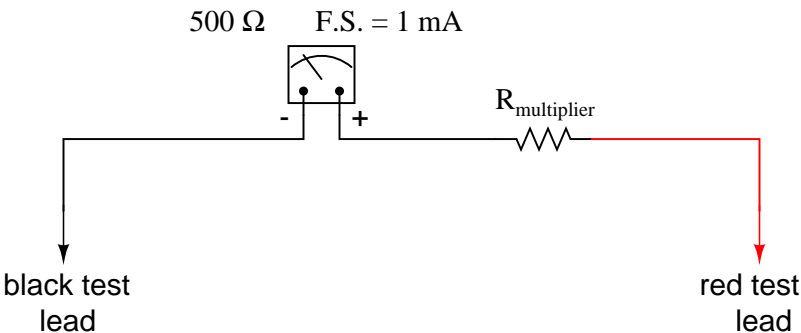 500 Ω F.S. = 1 mA
R_multiplier
- +
black test
lead
red test
lead